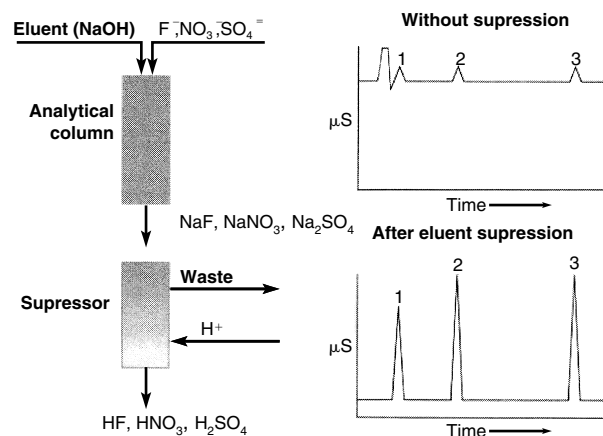 Eluent (NaOH)
F⁻,NO₃⁻,SO₄⁼
Analytical
column
NaF, NaNO₃, Na₂SO₄
Waste
Supressor
H⁺
HF, HNO₃, H₂SO₄
Without supression
1
2
3
μS
Time
After eluent supression
1
2
3
μS
Time